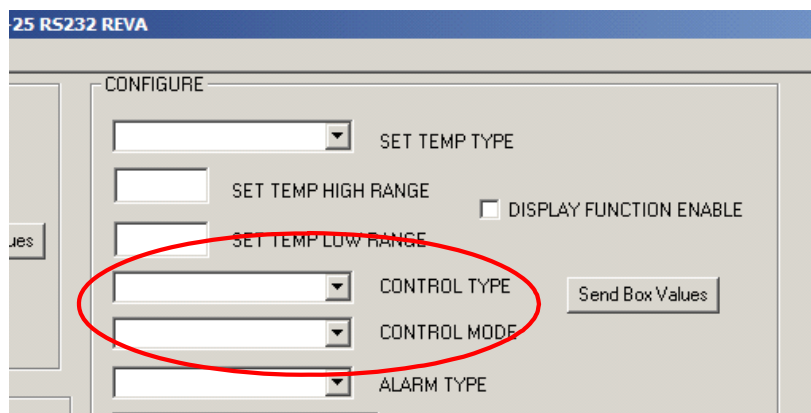 -25 RS232 REVA
CONFIGURE
SET TEMP TYPE
SET TEMP HIGH RANGE
DISPLAY FUNCTION ENABLE
ues
SET TEMP LOW RANGE
CONTROL TYPE
Send Box Values
CONTROL MODE
ALARM TYPE